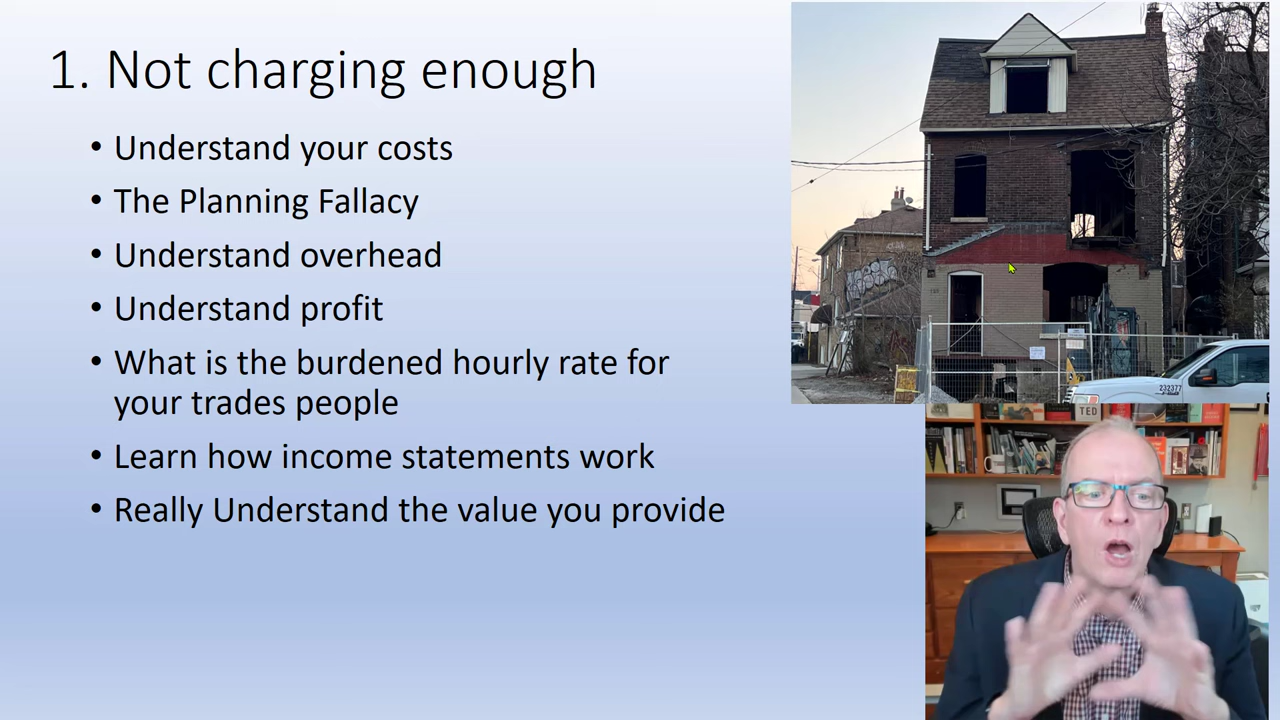 1. Not charging enough
• Understand your costs
• The Planning Fallacy
• Understand overhead
• Understand profit
• What is the burdened hourly rate for
your trades people
• Learn how income statements work
• Really Understand the value you provide
232377
TED